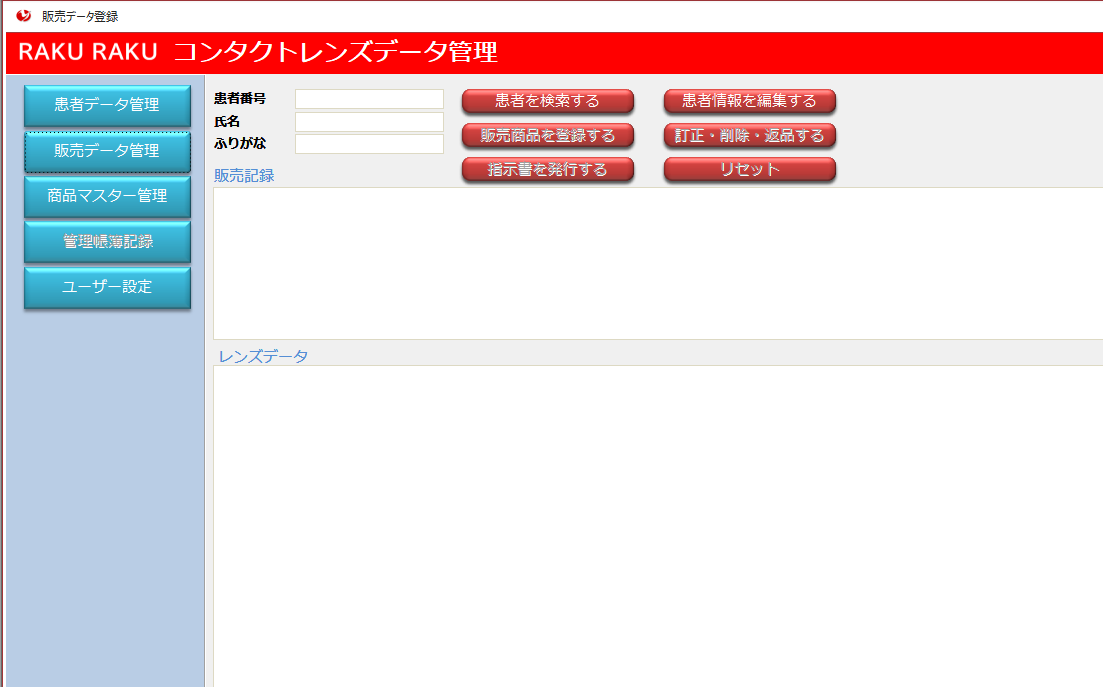 販売データ登録
RAKU RAKU コンタクトレンズデータ管理
患者データ管理
販売データ管理
商品マスター管理
管理帳簿記録
ユーザー設定
患者番号
氏名
ふりがな
患者を検索する
患者情報を編集する
販売商品を登録する
訂正・削除・返品する
指示書を発行する
リセット
販売記録
レンズデータ